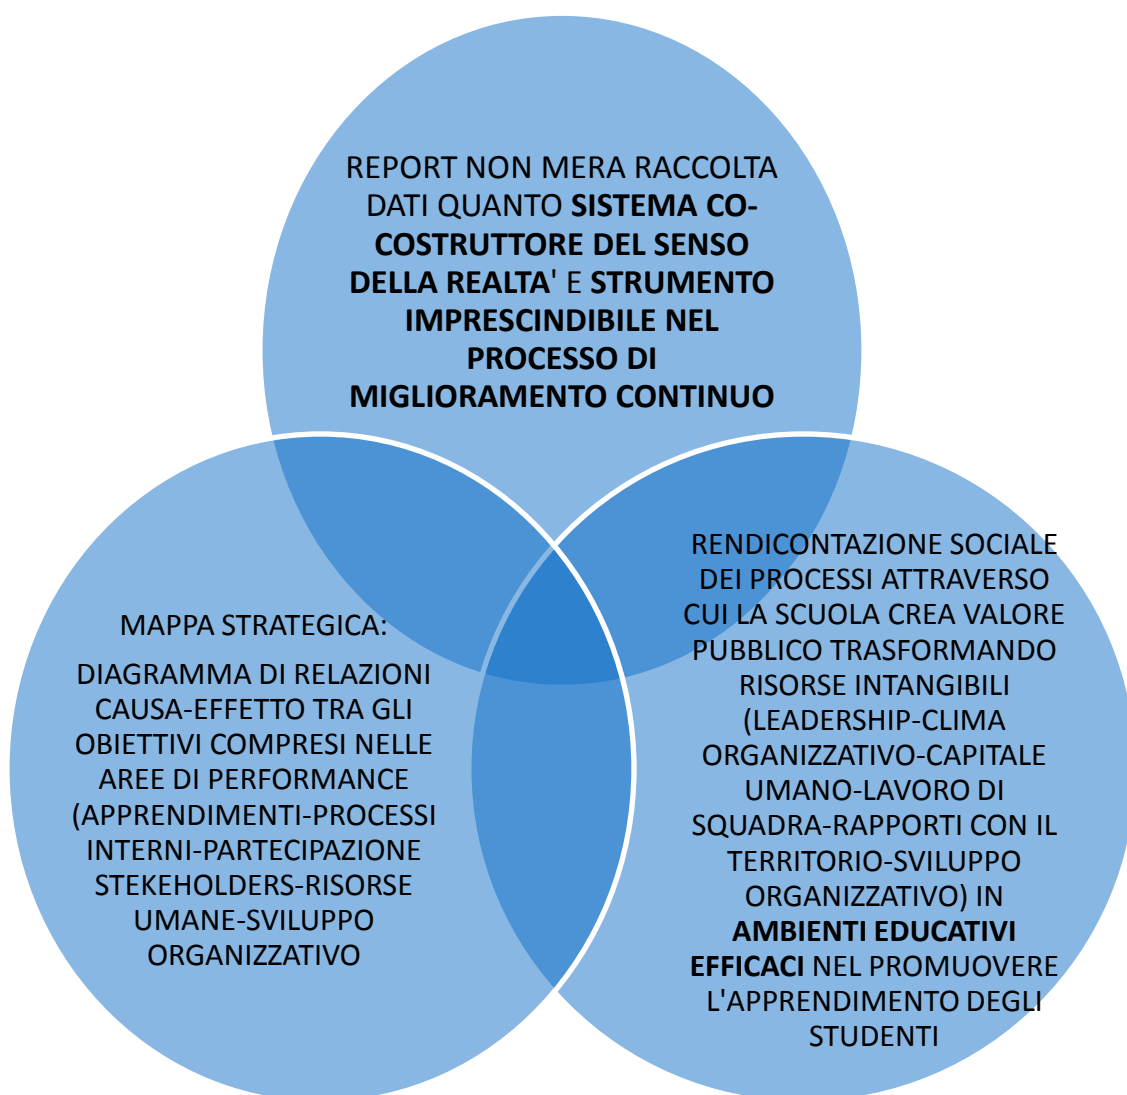 REPORT NON MERA RACCOLTA
DATI QUANTO SISTEMA CO-
COSTRUTTORE DEL SENSO
DELLA REALTA' E STRUMENTO
IMPRESCINDIBILE NEL
PROCESSO DI
MIGLIORAMENTO CONTINUO
MAPPA STRATEGICA:
DIAGRAMMA DI RELAZIONI
CAUSA-EFFETTO TRA GLI
OBIETTIVI COMPRESI NELLE
AREE DI PERFORMANCE
(APPRENDIMENTI-PROCESSI
INTERNI-PARTECIPAZIONE
STEKEHOLDERS-RISORSE
UMANE-SVILUPPO
ORGANIZZATIVO
RENDICONTAZIONE SOCIALE
DEI PROCESSI ATTRAVERSO
CUI LA SCUOLA CREA VALORE
PUBBLICO TRASFORMANDO
RISORSE INTANGIBILI
(LEADERSHIP-CLIMA
ORGANIZZATIVO-CAPITALE
UMANO-LAVORO DI
SQUADRA-RAPPORTI CON IL
TERRITORIO-SVILUPPO
ORGANIZZATIVO) IN
AMBIENTI EDUCATIVI
EFFICACI NEL PROMUOVERE
L'APPRENDIMENTO DEGLI
STUDENTI